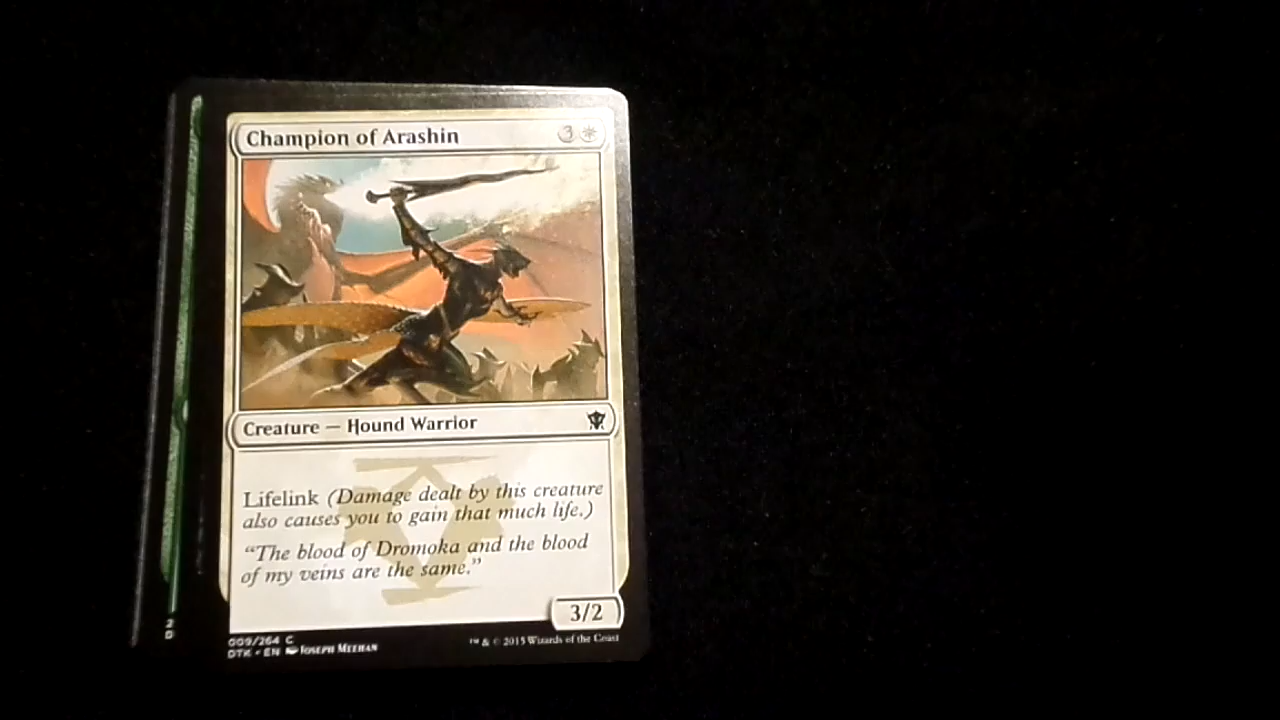 Champion of Arashin 3
Creature — Hound Warrior
Lifelink (Damage dealt by this creature
also causes you to gain that much life.)
"The blood of Dromoka and the blood
of my veins are the same."
3/2
009/264 C
DTK • EN Joseph Meehan
™ & © 2015 Wizards of the Coast